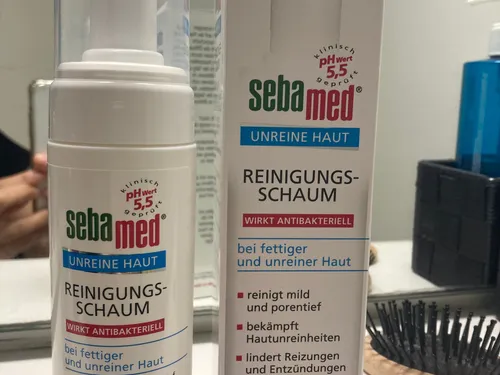 klinisch
pH Wert
5,5
geprüft
sebamed®
UNREINE HAUT
REINIGUNGS-
SCHAUM
WIRKT ANTIBAKTERIELL
bei fettiger
und unreiner Haut
klinisch
pH Wert
5,5
geprüft
sebamed®
UNREINE HAUT
REINIGUNGS-
SCHAUM
WIRKT ANTIBAKTERIELL
bei fettiger
und unreiner Haut
reinigt mild
und porentief
bekämpft
Hautunreinheiten
lindert Reizungen
und Entzündungen